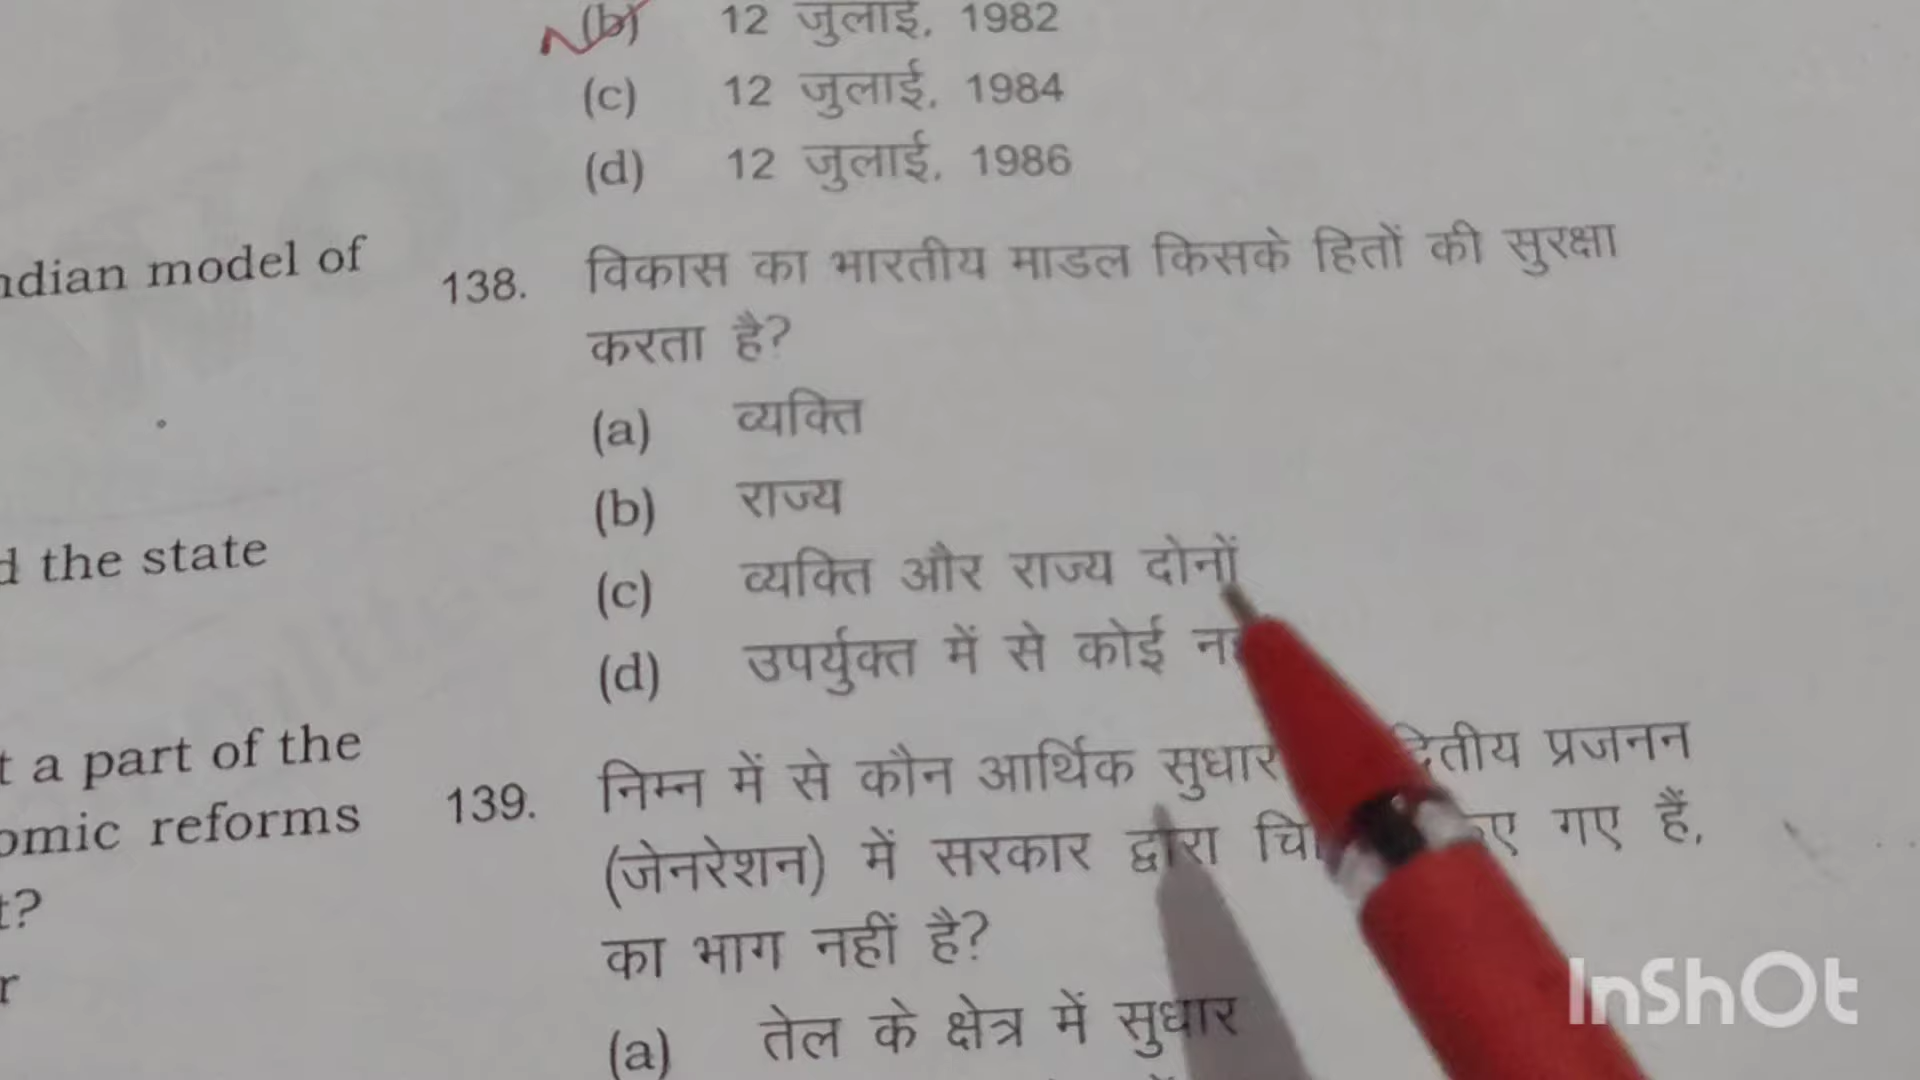 (b) 12 जुलाई, 1982
(c) 12 जुलाई, 1984
(d) 12 जुलाई, 1986
ndian model of
138. विकास का भारतीय माडल किसके हितों की सुरक्षा
करता है?
(a) व्यक्ति
(b) राज्य
d the state
(c) व्यक्ति और राज्य दोनों
(d) उपर्युक्त में से कोई
t a part of the
omic reforms
t?
r
139. निम्न में से कौन आर्थिक सुधार द्वितीय प्रजनन
(जेनरेशन) में सरकार द्वारा गए हैं,
का भाग नहीं है?
(a) तेल के क्षेत्र में सुधार
InShOt